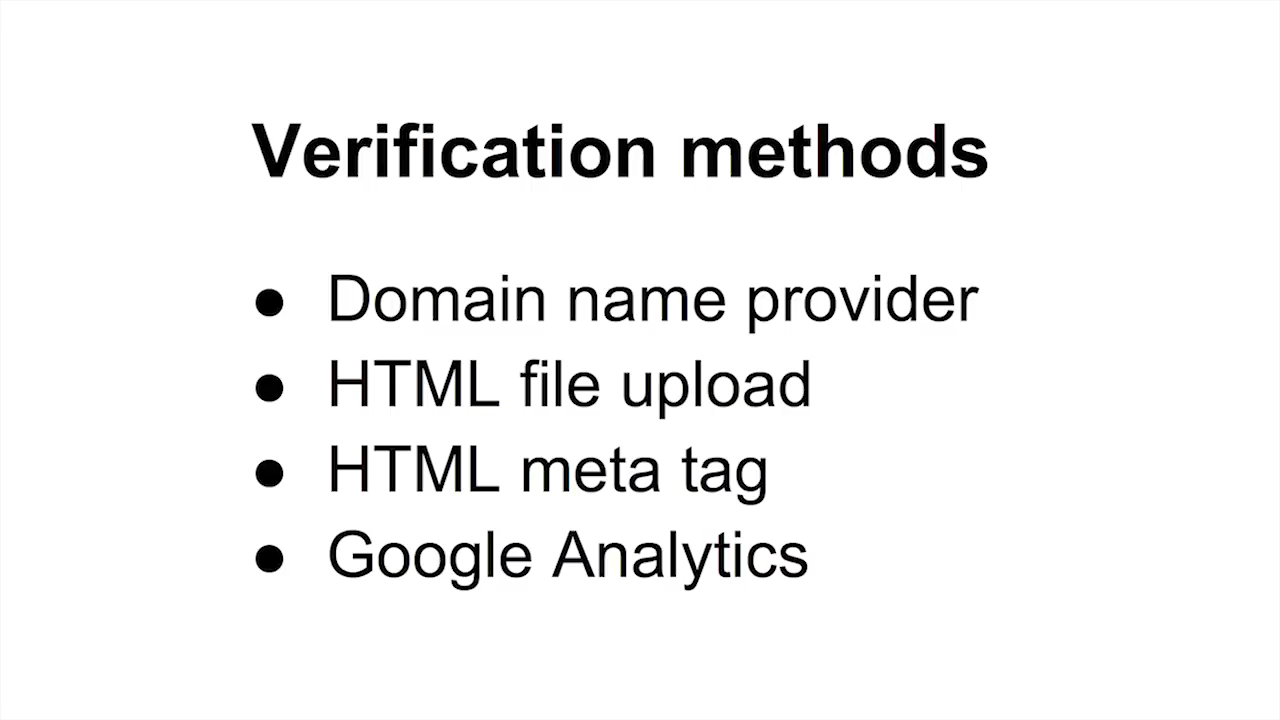 Verification methods
● Domain name provider
● HTML file upload
● HTML meta tag
● Google Analytics